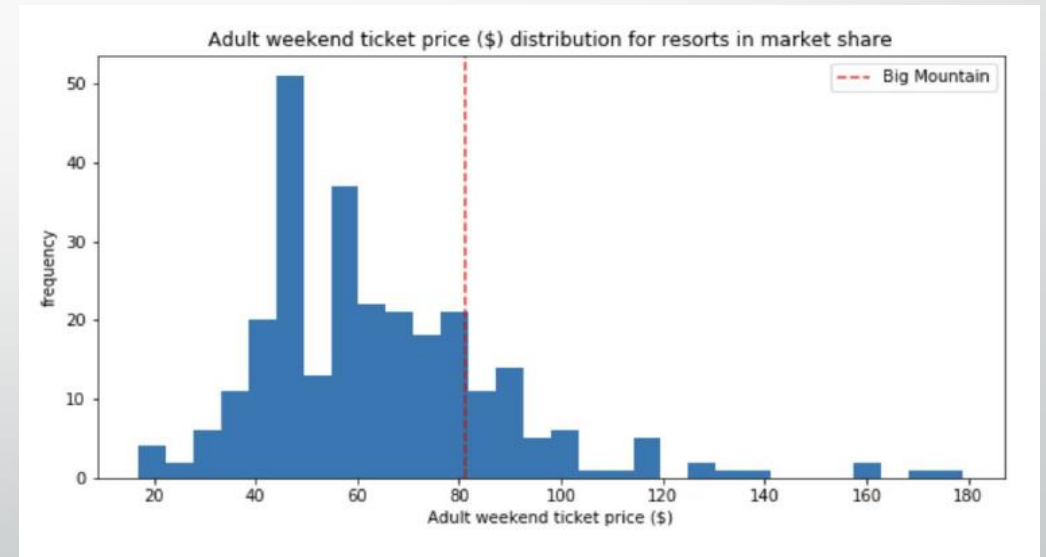 Adult weekend ticket price ($) distribution for resorts in market share
Big Mountain
frequency
50
40
30
20
10
0
20 40 60 80 100 120 140 160 180
Adult weekend ticket price ($)